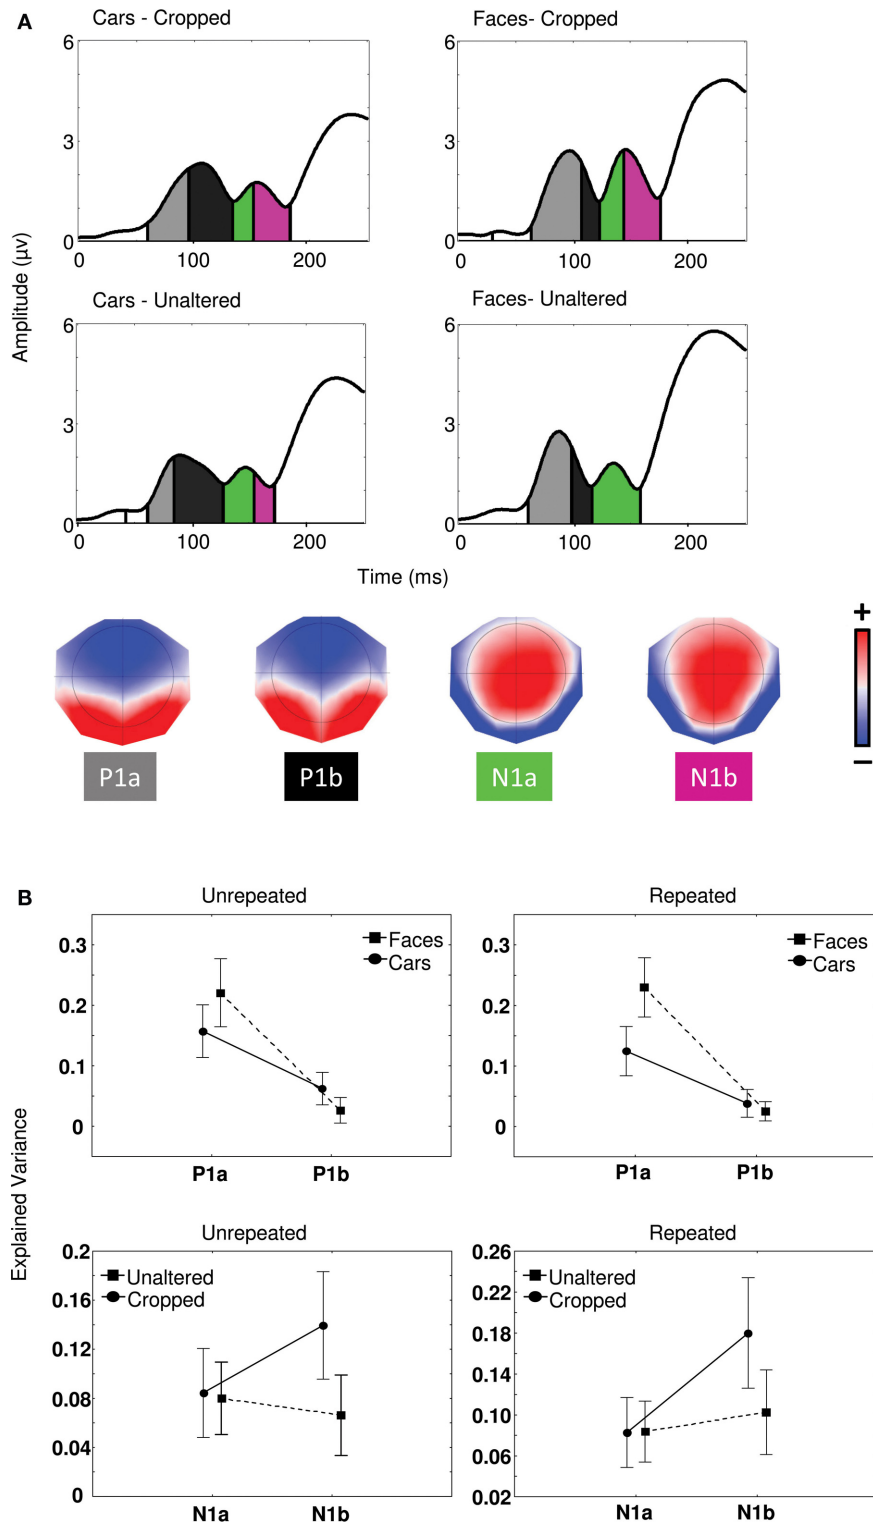 A
Cars - Cropped
Faces- Cropped
6
3
0
0 100 200
6
3
0
0 100 200
Amplitude (μv)
Cars - Unaltered
Faces- Unaltered
6
3
0
0 100 200
6
3
0
0 100 200
Time (ms)
+
−
P1a
P1b
N1a
N1b
B
Unrepeated
Repeated
Explained Variance
0.3
0.2
0.1
0
Faces
Cars
P1a P1b
0.3
0.2
0.1
0
Faces
Cars
P1a P1b
Unrepeated
Repeated
0.2
0.16
0.12
0.08
0.04
0
Unaltered
Cropped
N1a N1b
0.26
0.22
0.18
0.14
0.10
0.06
0.02
Unaltered
Cropped
N1a N1b